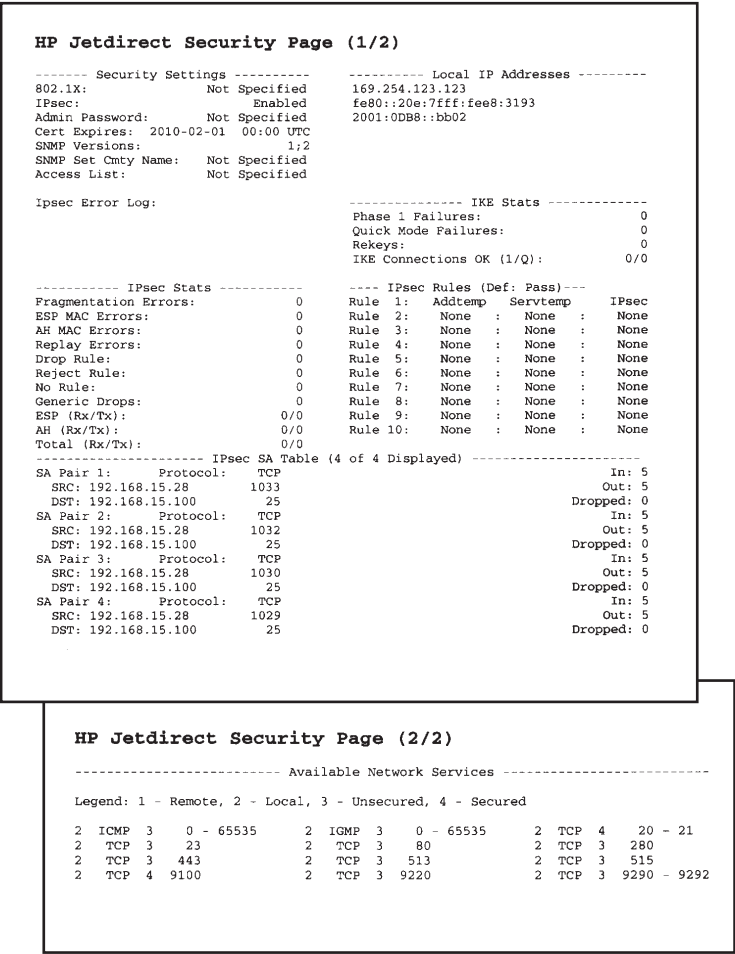 HP Jetdirect Security Page (1/2)
------- Security Settings ----------
802.1X: Not Specified
IPsec: Enabled
Admin Password: Not Specified
Cert Expires: 2010-02-01 00:00 UTC
SNMP Versions: 1;2
SNMP Set Cmty Name: Not Specified
Access List: Not Specified
---------- Local IP Addresses ---------
169.254.123.123
fe80::20e:7fff:fee8:3193
2001:0DB8::bb02
Ipsec Error Log:
-------------- IKE Stats -------------
Phase 1 Failures: 0
Quick Mode Failures: 0
Rekeys: 0
IKE Connections OK (1/Q): 0/0
----------- IPsec Stats -----------
Fragmentation Errors: 0
ESP MAC Errors: 0
AH MAC Errors: 0
Replay Errors: 0
Drop Rule: 0
Reject Rule: 0
No Rule: 0
Generic Drops: 0
ESP (Rx/Tx): 0/0
AH (Rx/Tx): 0/0
Total (Rx/Tx): 0/0
---- IPsec Rules (Def: Pass)---
Rule 1: Addtemp Servtemp IPsec
Rule 2: None : None : None
Rule 3: None : None : None
Rule 4: None : None : None
Rule 5: None : None : None
Rule 6: None : None : None
Rule 7: None : None : None
Rule 8: None : None : None
Rule 9: None : None : None
Rule 10: None : None : None
---------------------- IPsec SA Table (4 of 4 Displayed) ----------------------
SA Pair 1: Protocol: TCP In: 5
SRC: 192.168.15.28 1033 Out: 5
DST: 192.168.15.100 25 Dropped: 0
SA Pair 2: Protocol: TCP In: 5
SRC: 192.168.15.28 1032 Out: 5
DST: 192.168.15.100 25 Dropped: 0
SA Pair 3: Protocol: TCP In: 5
SRC: 192.168.15.28 1030 Out: 5
DST: 192.168.15.100 25 Dropped: 0
SA Pair 4: Protocol: TCP In: 5
SRC: 192.168.15.28 1029 Out: 5
DST: 192.168.15.100 25 Dropped: 0
HP Jetdirect Security Page (2/2)
-------------------------- Available Network Services --------------------------
Legend: 1 - Remote, 2 - Local, 3 - Unsecured, 4 - Secured
2 ICMP 3 0 - 65535 2 IGMP 3 0 - 65535 2 TCP 4 20 - 21
2 TCP 3 23 2 TCP 3 80 2 TCP 3 280
2 TCP 3 443 2 TCP 3 513 2 TCP 3 515
2 TCP 4 9100 2 TCP 3 9220 2 TCP 3 9290 - 9292